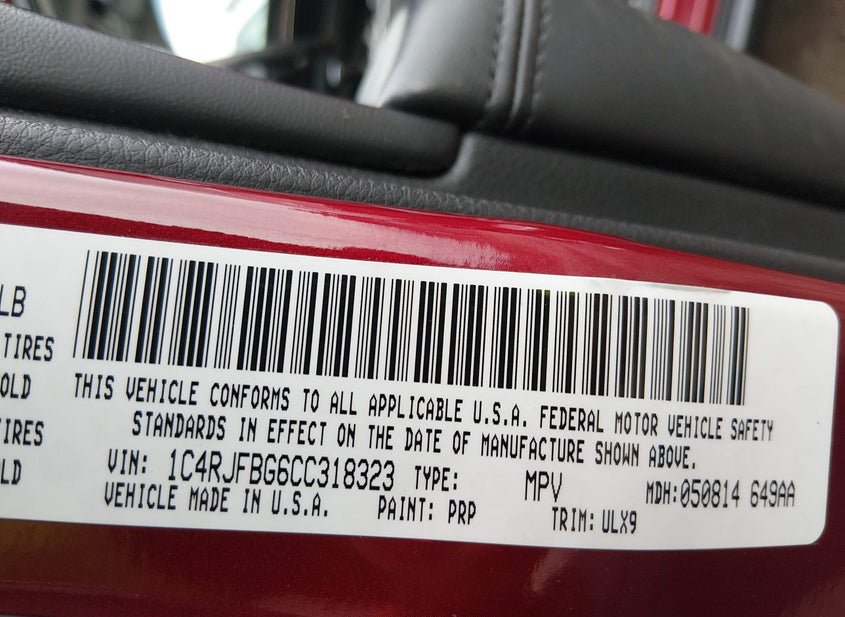 LB
TIRES
OLD
IRES
LD
THIS VEHICLE CONFORMS TO ALL APPLICABLE U.S.A. FEDERAL MOTOR VEHICLE SAFETY
STANDARDS IN EFFECT ON THE DATE OF MANUFACTURE SHOWN ABOVE.
VIN: 1C4RJFBG6CC318323 TYPE: MPV MDH:050814 649AA
VEHICLE MADE IN U.S.A. PAINT: PRP TRIM: ULX9